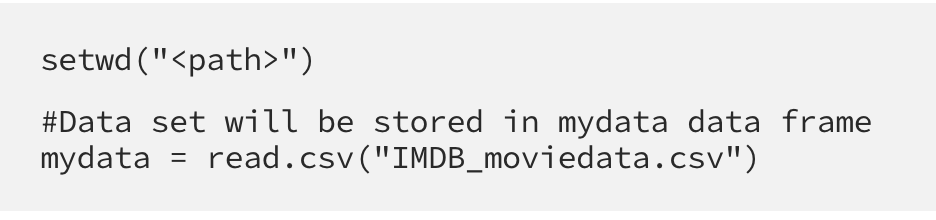 setwd("<path>")
#Data set will be stored in mydata data frame
mydata = read.csv("IMDB_moviedata.csv")